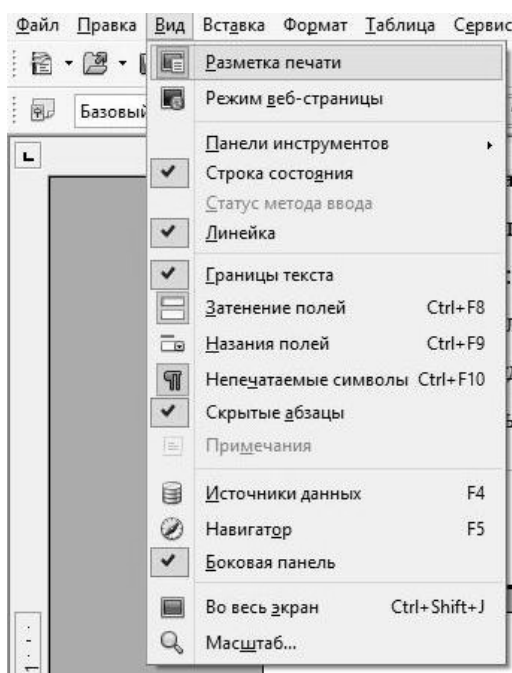 Файл Правка Вид Вставка Формат Таблица Сервис
Разметка печати
Базовый
Режим веб-страницы
Панели инструментов
Строка состояния
Статус метода ввода
Линейка
Границы текста
Затенение полей Ctrl+F8
Назания полей Ctrl+F9
Непечатаемые символы Ctrl+F10
Скрытые абзацы
Примечания
Источники данных F4
Навигатор F5
Боковая панель
Во весь экран Ctrl+Shift+J
Масштаб...
1